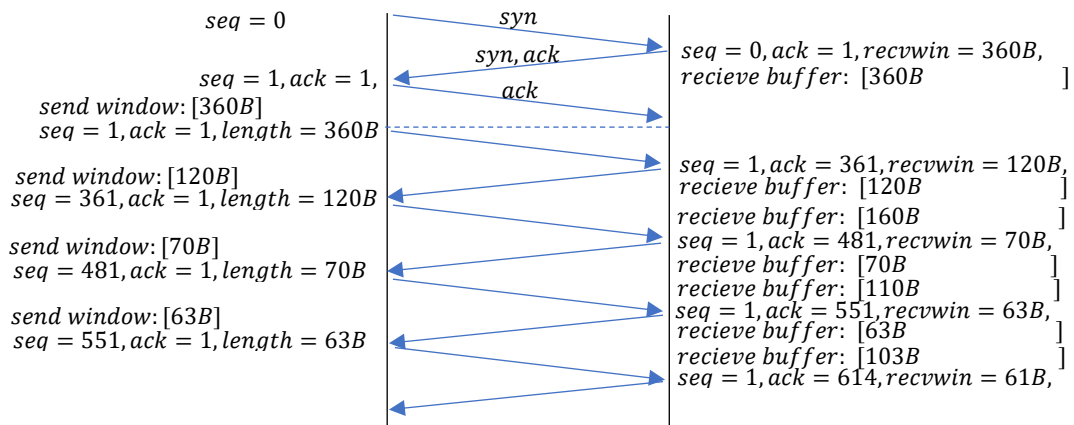 seq = 0
syn
syn, ack
seq = 0, ack = 1, recvwin = 360B,
recieve buffer: [360B ]
seq = 1, ack = 1,
ack
send window: [360B]
seq = 1, ack = 1, length = 360B
seq = 1, ack = 361, recvwin = 120B,
recieve buffer: [120B ]
send window: [120B]
seq = 361, ack = 1, length = 120B
recieve buffer: [160B ]
seq = 1, ack = 481, recvwin = 70B,
send window: [70B]
seq = 481, ack = 1, length = 70B
recieve buffer: [70B ]
recieve buffer: [110B ]
seq = 1, ack = 551, recvwin = 63B,
send window: [63B]
seq = 551, ack = 1, length = 63B
recieve buffer: [63B ]
recieve buffer: [103B ]
seq = 1, ack = 614, recvwin = 61B,